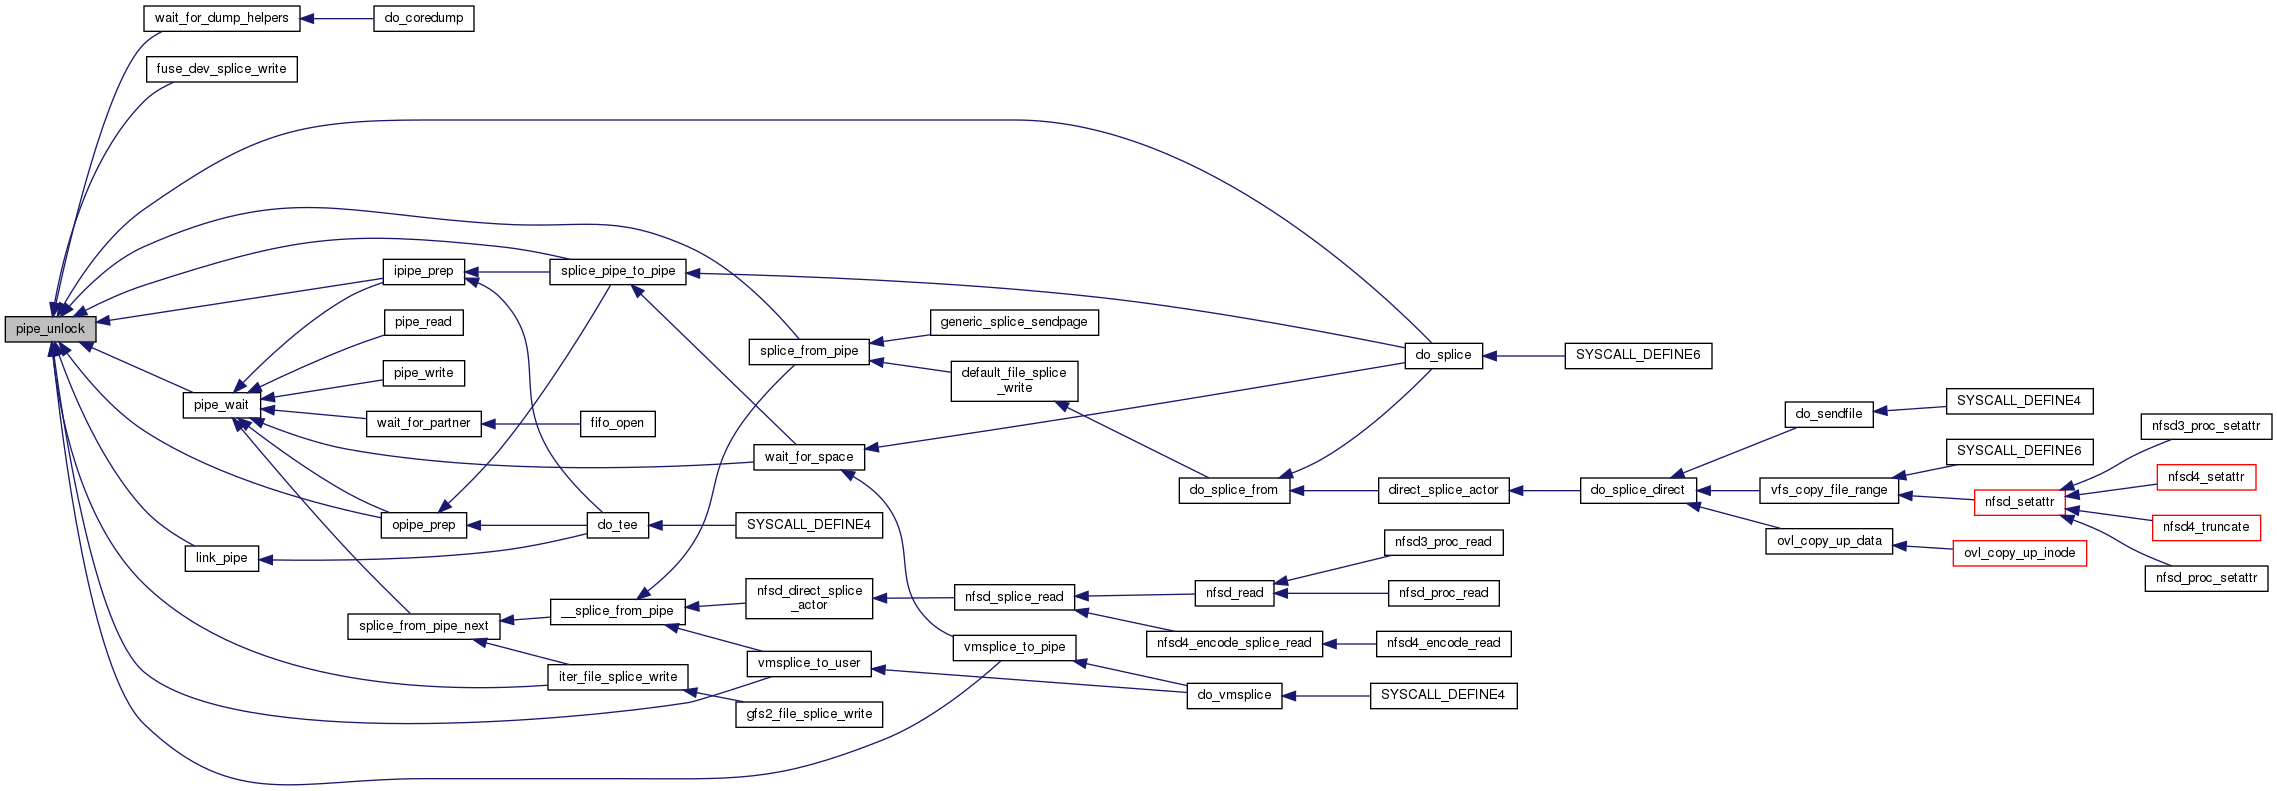 wait_for_dump_helpers
do_coredump
fuse_dev_splice_write
pipe_unlock
ipipe_prep
splice_pipe_to_pipe
pipe_read
pipe_write
pipe_wait
wait_for_partner
fifo_open
opipe_prep
do_tee
SYSCALL_DEFINE4
link_pipe
splice_from_pipe_next
__splice_from_pipe
iter_file_splice_write
gfs2_file_splice_write
splice_from_pipe
generic_splice_sendpage
default_file_splice
_write
wait_for_space
nfsd_direct_splice
_actor
vmsplice_to_user
vmsplice_to_pipe
nfsd_splice_read
nfsd_read
nfsd3_proc_read
nfsd_proc_read
nfsd4_encode_splice_read
nfsd4_encode_read
do_vmsplice
SYSCALL_DEFINE4
do_splice
SYSCALL_DEFINE6
do_splice_from
direct_splice_actor
do_splice_direct
do_sendfile
SYSCALL_DEFINE4
vfs_copy_file_range
SYSCALL_DEFINE6
nfsd_setattr
ovl_copy_up_data
ovl_copy_up_inode
nfsd3_proc_setattr
nfsd4_setattr
nfsd4_truncate
nfsd_proc_setattr